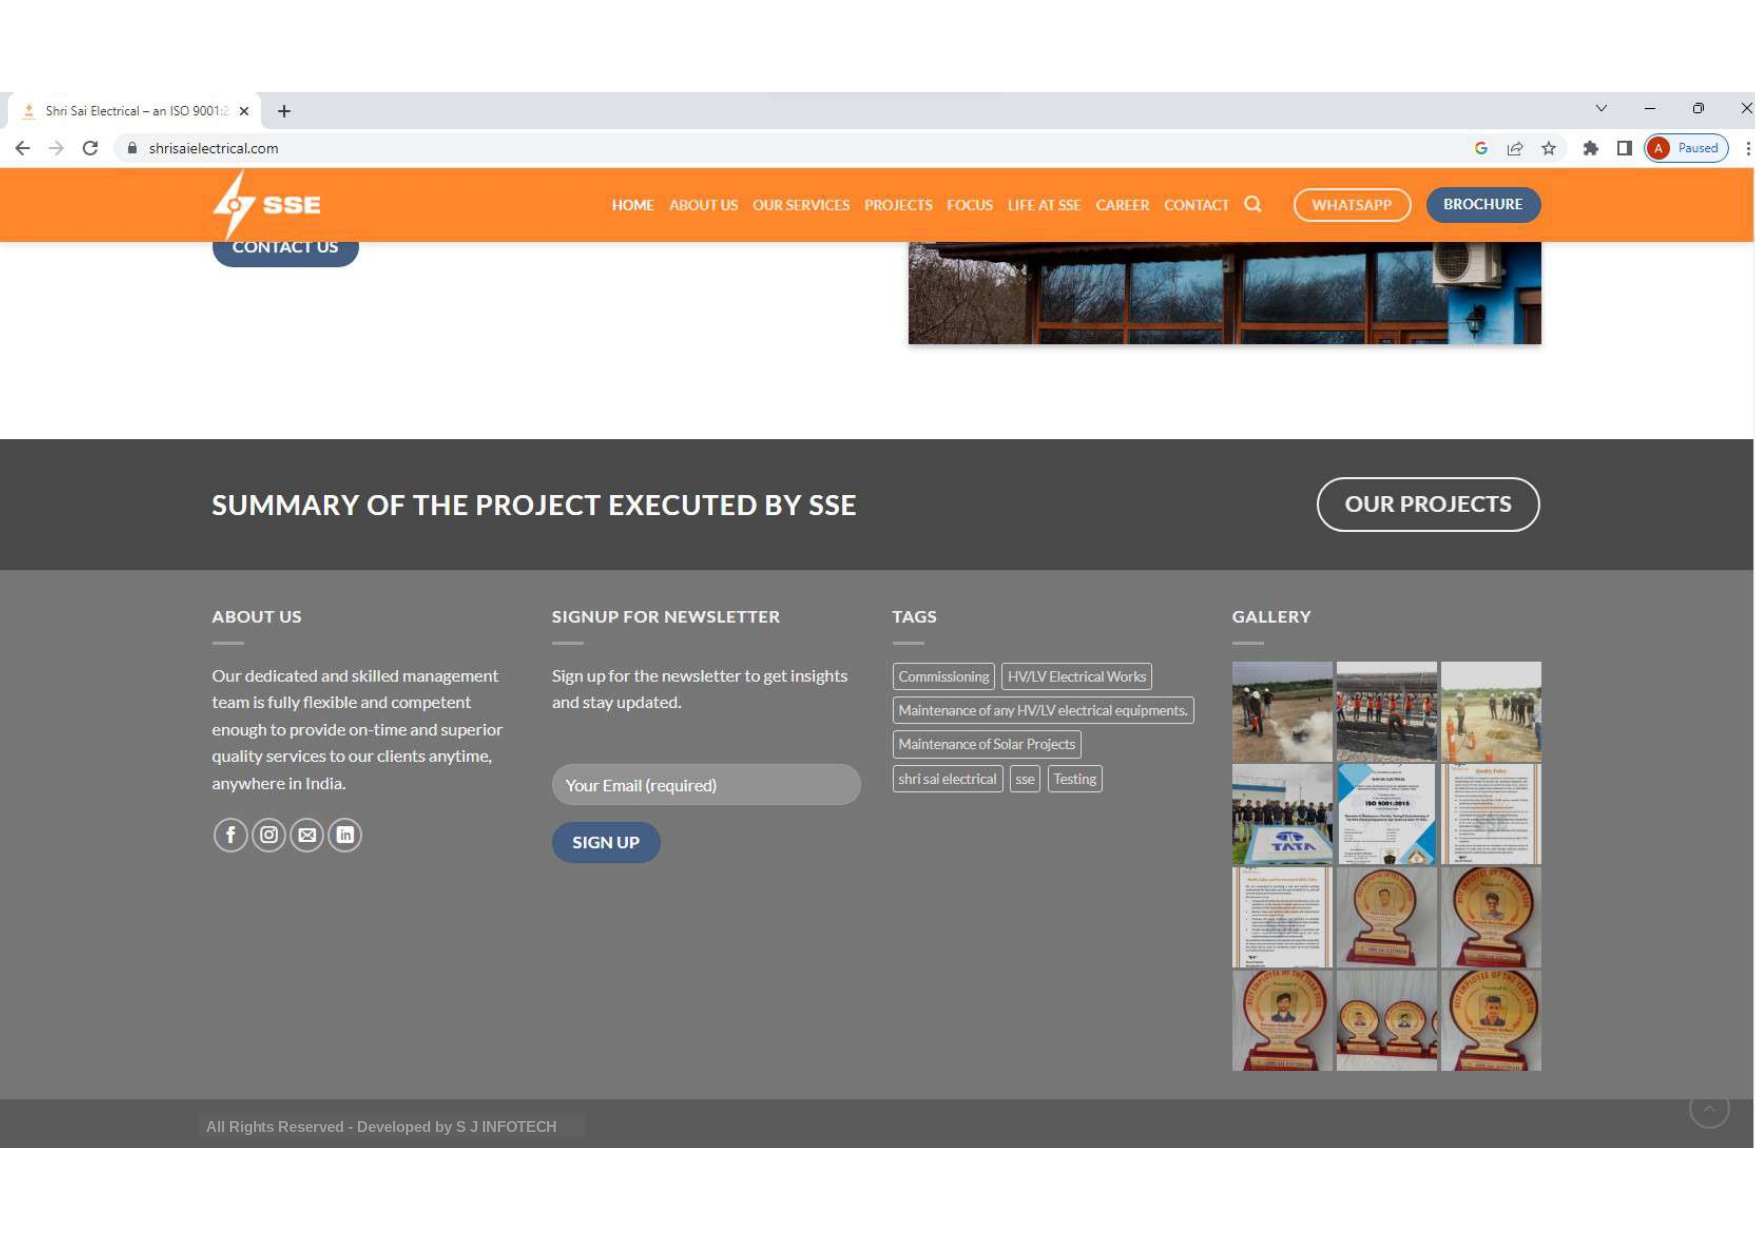 Shri Sai Electrical – an ISO 9001:2
shrisaielectrical.com
A Paused
SSE
HOME ABOUT US OUR SERVICES PROJECTS FOCUS LIFE AT SSE CAREER CONTACT WHATSAPP BROCHURE
CONTACT US
SUMMARY OF THE PROJECT EXECUTED BY SSE
OUR PROJECTS
ABOUT US
Our dedicated and skilled management
team is fully flexible and competent
enough to provide on-time and superior
quality services to our clients anytime,
anywhere in India.
SIGNUP FOR NEWSLETTER
Sign up for the newsletter to get insights
and stay updated.
Your Email (required)
SIGN UP
TAGS
Commissioning HV/LV Electrical Works
Maintenance of any HV/LV electrical equipments.
Maintenance of Solar Projects
shri sai electrical sse Testing
GALLERY
TATA
ISO 9001:2015
Quality Policy
All Rights Reserved - Developed by S J INFOTECH